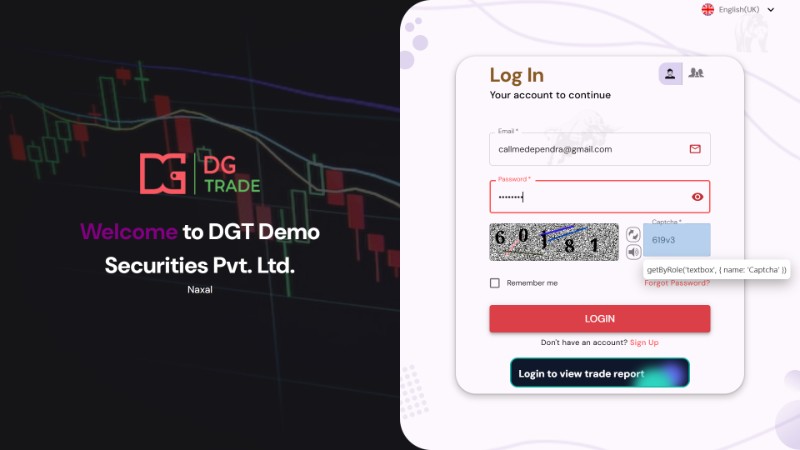 English(UK)
DG
TRADE
Welcome to DGT Demo
Securities Pvt. Ltd.
Naxal
Log In
Your account to continue
Email *
callmedependra@gmail.com
Password *
Captcha *
619v3
getByRole('textbox', { name: 'Captcha' })
Remember me
Forgot Password?
LOGIN
Don't have an account? Sign Up
Login to view trade report